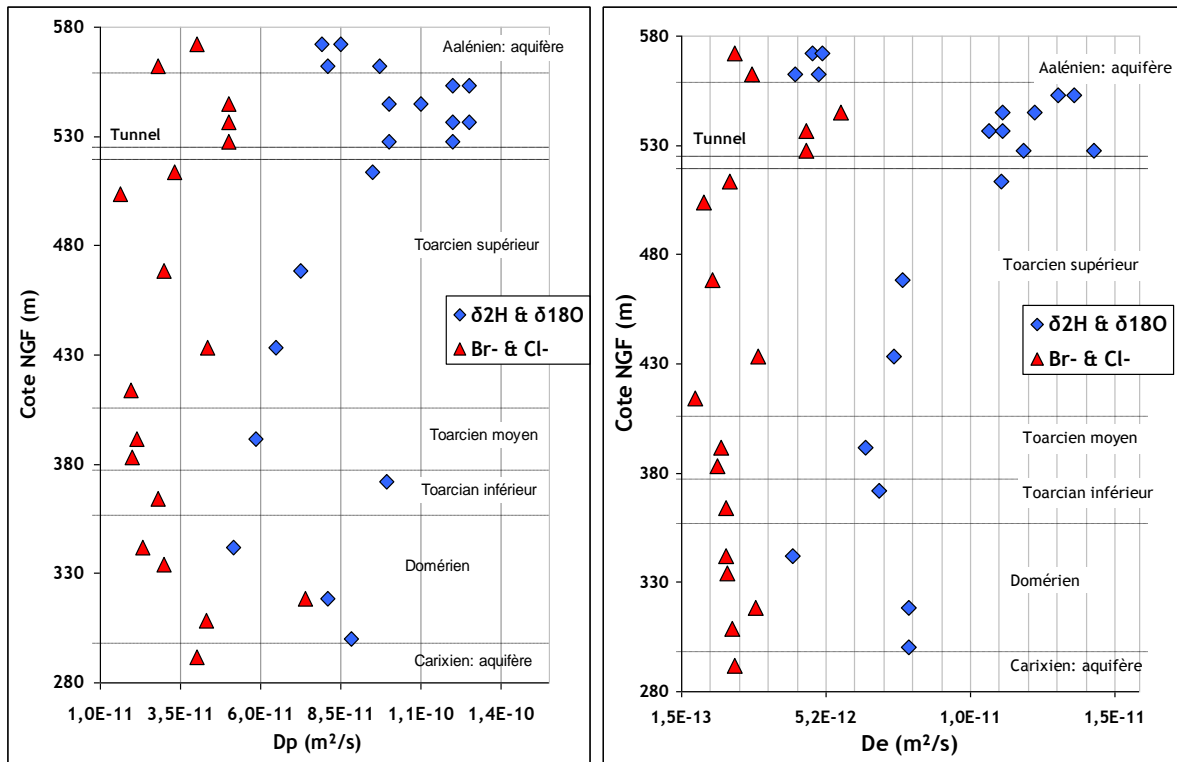 580
530
480
430
380
330
280
Cote NGF (m)
Aalénien: aquifère
Tunnel
Toarcien supérieur
δ2H & δ18O
Br- & Cl-
Toarcien moyen
Toarcian inférieur
Domérien
Carixien: aquifère
1,0E-11 3,5E-11 6,0E-11 8,5E-11 1,1E-10 1,4E-10
Dp (m²/s)
580
530
480
430
380
330
280
Cote NGF (m)
Aalénien: aquifère
Tunnel
Toarcien supérieur
δ2H & δ18O
Br- & Cl-
Toarcien moyen
Toarcian inférieur
Domérien
Carixien: aquifère
1,5E-13 5,2E-12 1,0E-11 1,5E-11
De (m²/s)